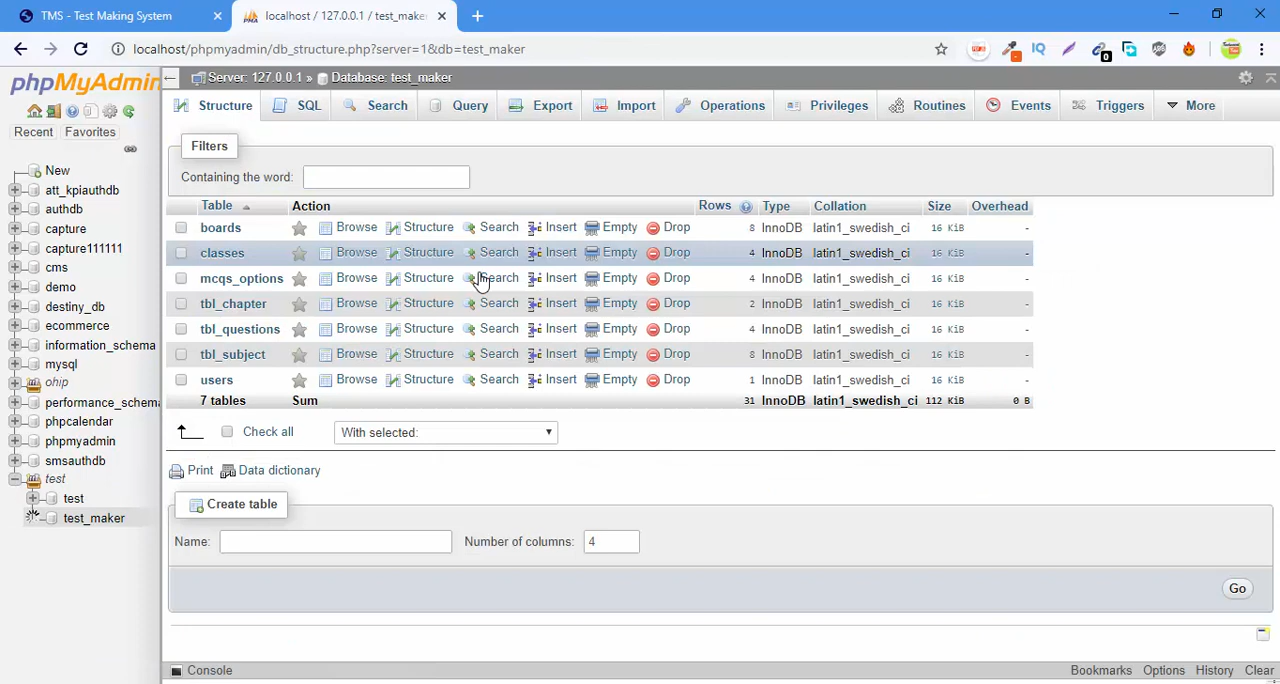 TMS - Test Making System
localhost / 127.0.0.1 / test_make
localhost/phpmyadmin/db_structure.php?server=1&db=test_maker
phpMyAdmin
Recent Favorites
New
att_kpiauthdb
authdb
capture
capture111111
cms
demo
destiny_db
ecommerce
information_schema
mysql
ohip
performance_schema
phpcalendar
phpmyadmin
smsauthdb
test
test
test_maker
Server: 127.0.0.1 » Database: test_maker
Structure SQL Search Query Export Import Operations Privileges Routines Events Triggers More
Filters
Containing the word:
Table Action Rows Type Collation Size Overhead
boards Browse Structure Search Insert Empty Drop 8 InnoDB latin1_swedish_ci 16 KiB -
classes Browse Structure Search Insert Empty Drop 4 InnoDB latin1_swedish_ci 16 KiB -
mcqs_options Browse Structure Search Insert Empty Drop 4 InnoDB latin1_swedish_ci 16 KiB -
tbl_chapter Browse Structure Search Insert Empty Drop 2 InnoDB latin1_swedish_ci 16 KiB -
tbl_questions Browse Structure Search Insert Empty Drop 4 InnoDB latin1_swedish_ci 16 KiB -
tbl_subject Browse Structure Search Insert Empty Drop 8 InnoDB latin1_swedish_ci 16 KiB -
users Browse Structure Search Insert Empty Drop 1 InnoDB latin1_swedish_ci 16 KiB -
7 tables Sum 31 InnoDB latin1_swedish_ci 112 KiB 0 B
Check all With selected:
Print Data dictionary
Create table
Name: Number of columns: 4
Go
Console Bookmarks Options History Clear